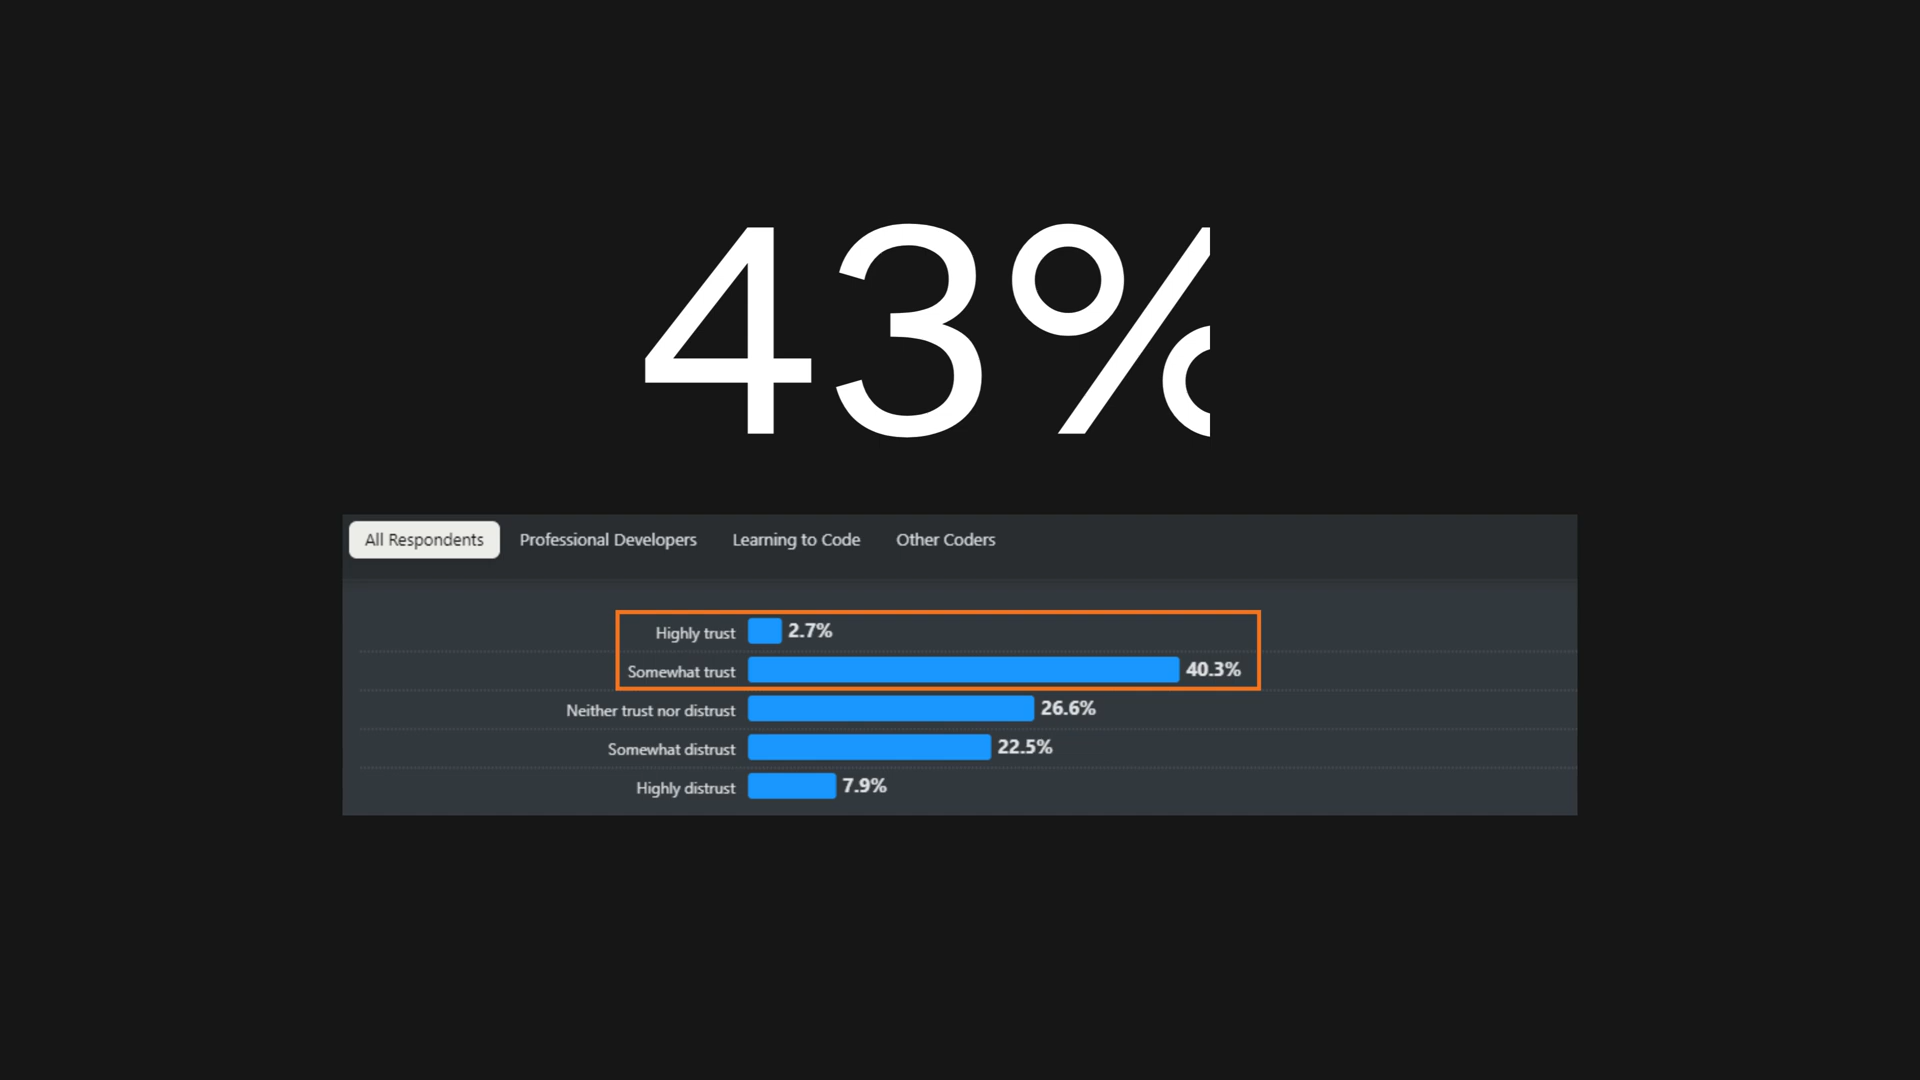 43%
All Respondents Professional Developers Learning to Code Other Coders
Highly trust 2.7%
Somewhat trust 40.3%
Neither trust nor distrust 26.6%
Somewhat distrust 22.5%
Highly distrust 7.9%